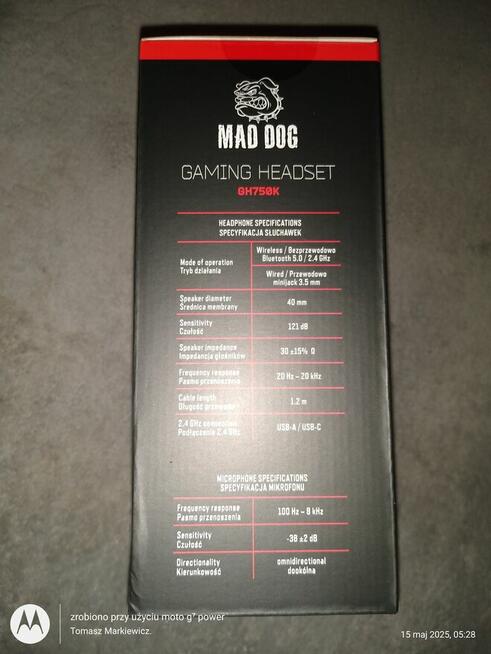 MAD DOG
GAMING HEADSET
GH750K
HEADPHONE SPECIFICATIONS
SPECYFIKACJA SŁUCHAWEK
Mode of operation
Tryb działania
Wireless / Bezprzewodowo
Bluetooth 5.0 / 2.4 GHz
Wired / Przewodowo
minijack 3.5 mm
Speaker diameter
Średnica membrany
40 mm
Sensitivity
Czułość
121 dB
Speaker impedance
Impedancja głośników
30 ±15% Ω
Frequency response
Pasmo przenoszenia
20 Hz – 20 kHz
Cable length
Długość przewodu
1.2 m
2.4 GHz connection
Podłączenie 2.4 GHz
USB-A / USB-C
MICROPHONE SPECIFICATIONS
SPECYFIKACJA MIKROFONU
Frequency response
Pasmo przenoszenia
100 Hz – 8 kHz
Sensitivity
Czułość
-38 ±2 dB
Directionality
Kierunkowość
omnidirectional
dookólna
zrobiono przy użyciu moto g⁷ power
Tomasz Markiewicz.
15 maj 2025, 05:28